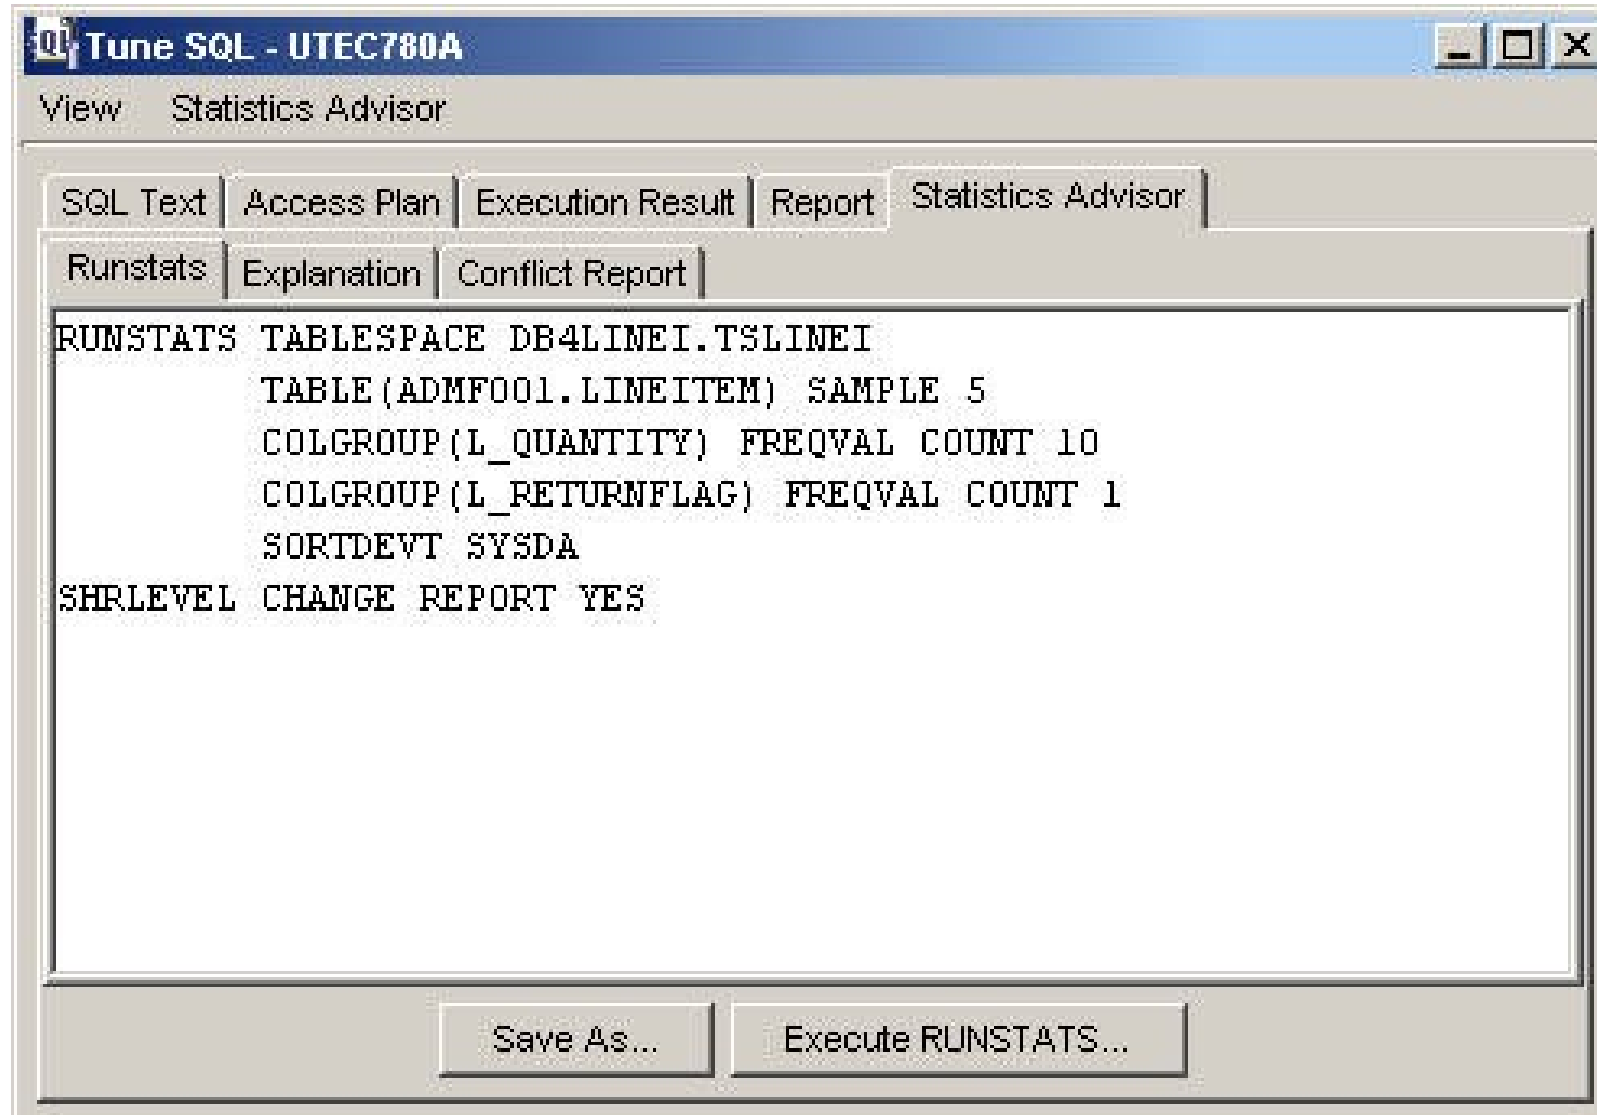 Tune SQL - UTEC780A
View Statistics Advisor
SQL Text Access Plan Execution Result Report Statistics Advisor
Runstats Explanation Conflict Report
RUNSTATS TABLESPACE DB4LINEI.TSLINEI
TABLE(ADMF001.LINEITEM) SAMPLE 5
COLGROUP(L_QUANTITY) FREQVAL COUNT 10
COLGROUP(L_RETURNFLAG) FREQVAL COUNT 1
SORTDEVT SYSDA
SHRLEVEL CHANGE REPORT YES
Save As... Execute RUNSTATS...